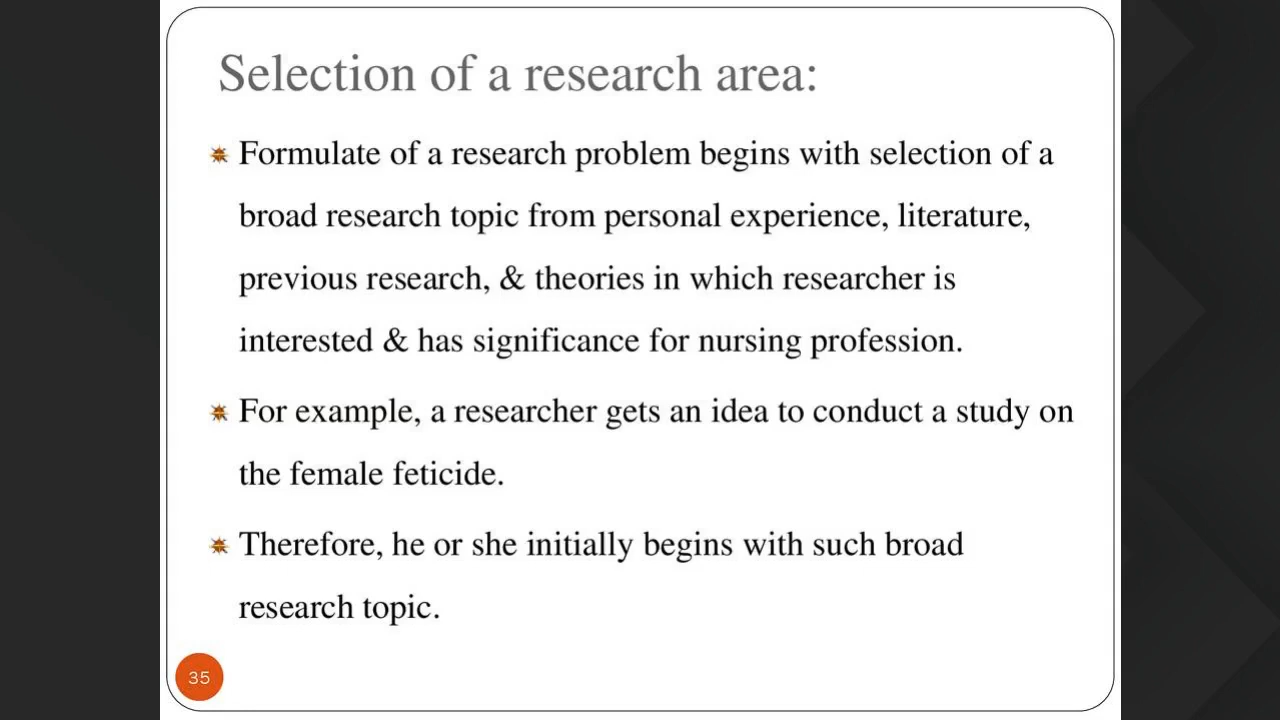 Selection of a research area:
Formulate of a research problem begins with selection of a
broad research topic from personal experience, literature,
previous research, & theories in which researcher is
interested & has significance for nursing profession.
For example, a researcher gets an idea to conduct a study on
the female feticide.
Therefore, he or she initially begins with such broad
research topic.
35